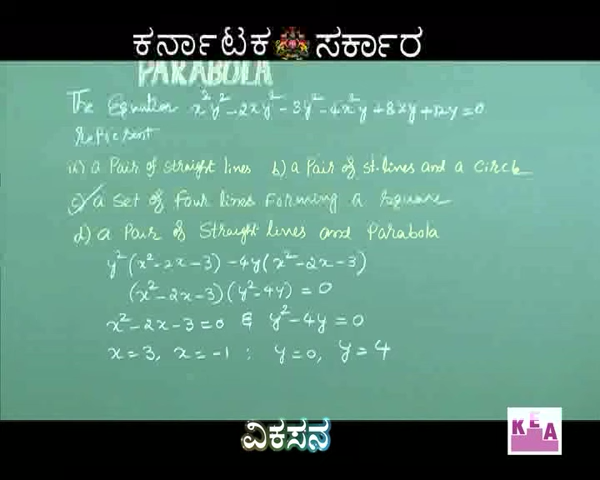 ಕರ್ನಾಟಕ ಸರ್ಕಾರ
PARABOLA
The Equation x²y² - 2xy² - 3y² - 4x²y + 8xy + 12y = 0
represent
a) a Pair of Straight lines b) a Pair of St. lines and a Circle
c) a Set of Four lines Forming a Square
d) a Pair of Straight lines and Parabola
y²(x² - 2x - 3) - 4y(x² - 2x - 3)
(x² - 2x - 3)(y² - 4y) = 0
x² - 2x - 3 = 0 & y² - 4y = 0
x = 3, x = -1 : y = 0, y = 4
ವಿಕಸನ
KEA